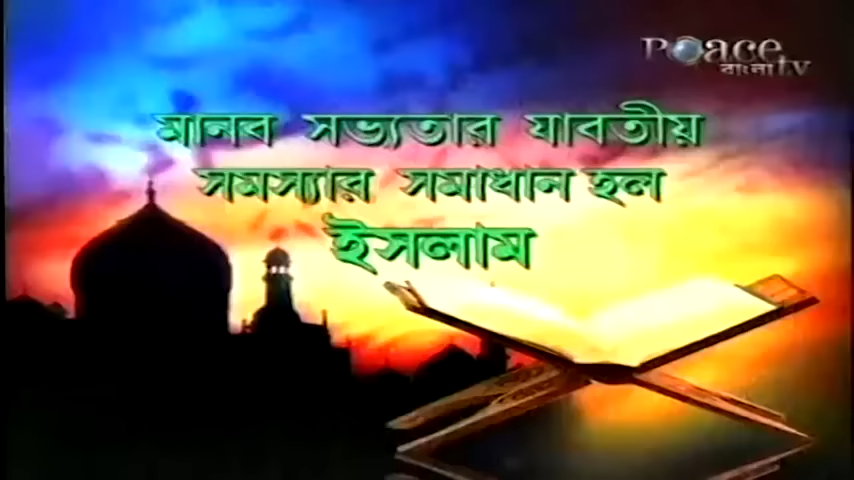 Peace
বাংলা tv
মানব সভ্যতার যাবতীয়
সমস্যার সমাধান হল
ইসলাম